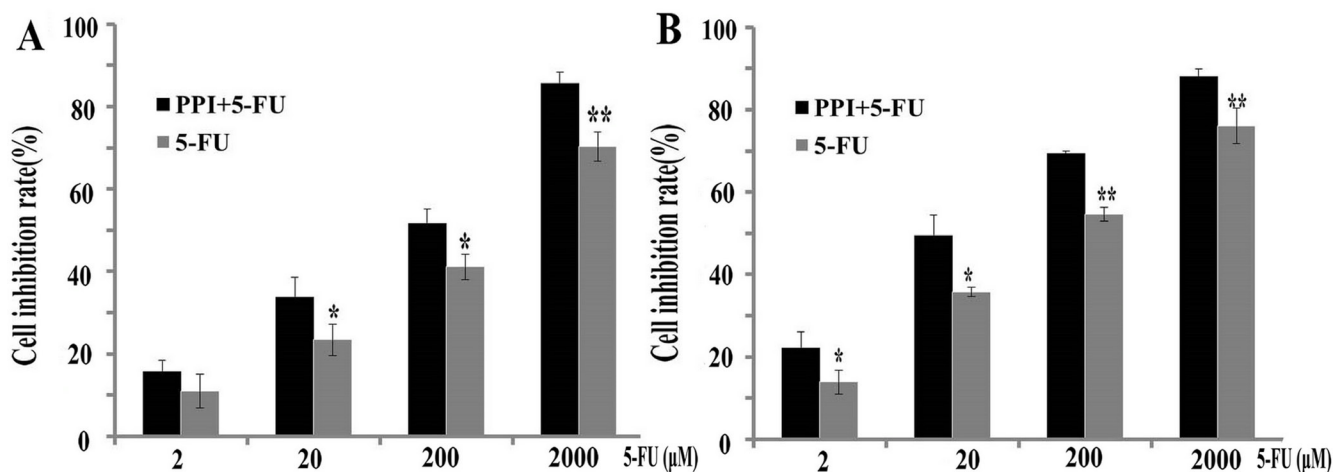 A
Cell inhibition rate(%)
100
80
60
40
20
0
PPI+5-FU
5-FU
*
*
**
2 20 200 2000 5-FU (μM)
B
Cell inhibition rate(%)
100
80
60
40
20
0
PPI+5-FU
5-FU
*
*
**
**
2 20 200 2000 5-FU (μM)